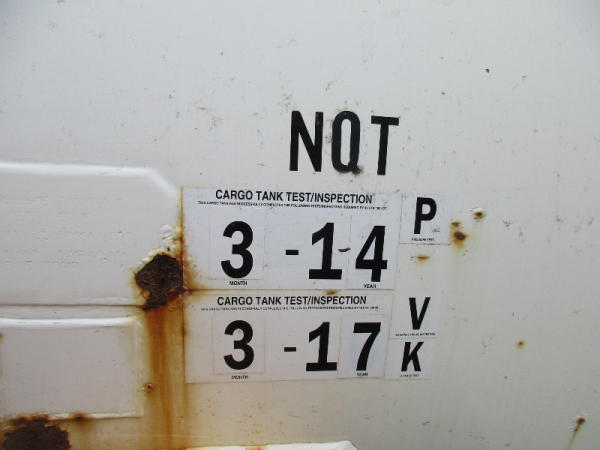 NQT
CARGO TANK TEST/INSPECTION
3 -14 P
MONTH YEAR
CARGO TANK TEST/INSPECTION
3 -17 V
K
MONTH YEAR